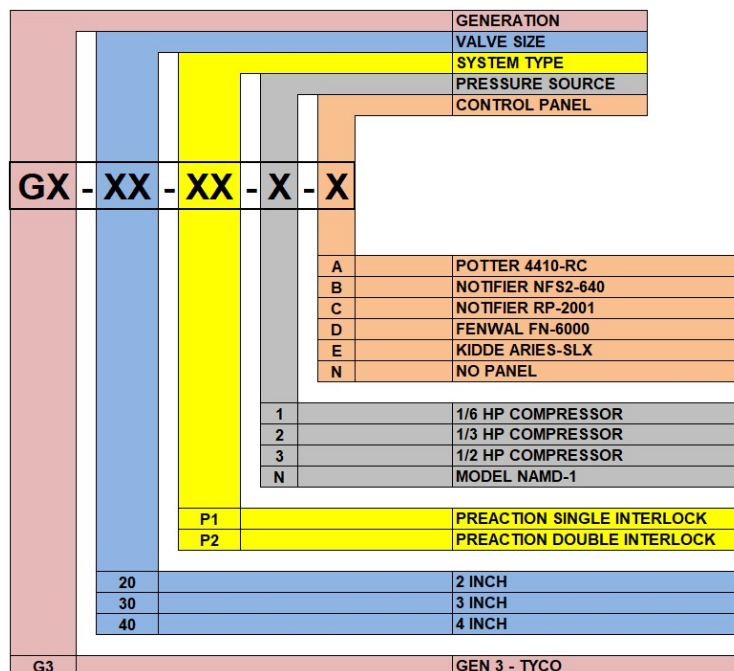 GENERATION
VALVE SIZE
SYSTEM TYPE
PRESSURE SOURCE
CONTROL PANEL
GX - XX - XX - X - X
A POTTER 4410-RC
B NOTIFIER NFS2-640
C NOTIFIER RP-2001
D FENWAL FN-6000
E KIDDE ARIES-SLX
N NO PANEL
1 1/6 HP COMPRESSOR
2 1/3 HP COMPRESSOR
3 1/2 HP COMPRESSOR
N MODEL NAMD-1
P1 PREACTION SINGLE INTERLOCK
P2 PREACTION DOUBLE INTERLOCK
20 2 INCH
30 3 INCH
40 4 INCH
G3 GEN 3 - TYCO